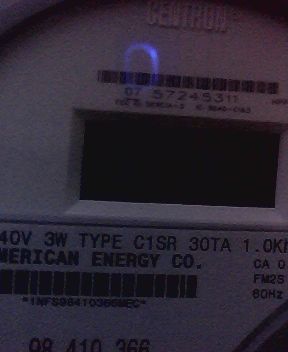 CENTRON
07 57245311
40V 3W TYPE C1SR 30TA 1.0K
MERICAN ENERGY CO.
CA 0
FM2S
60Hz
98 410 366